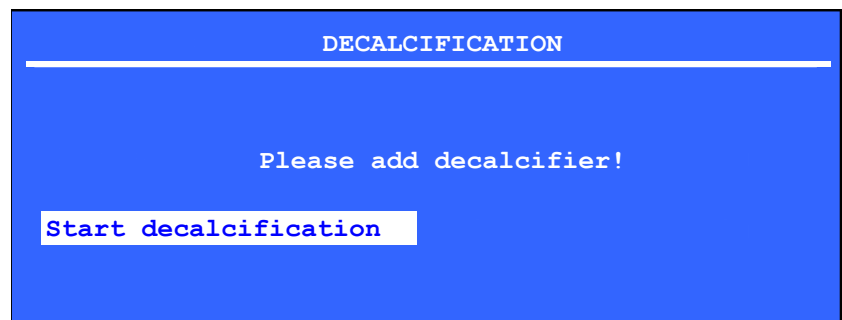 DECALCIFICATION
Please add decalcifier!
Start decalcification